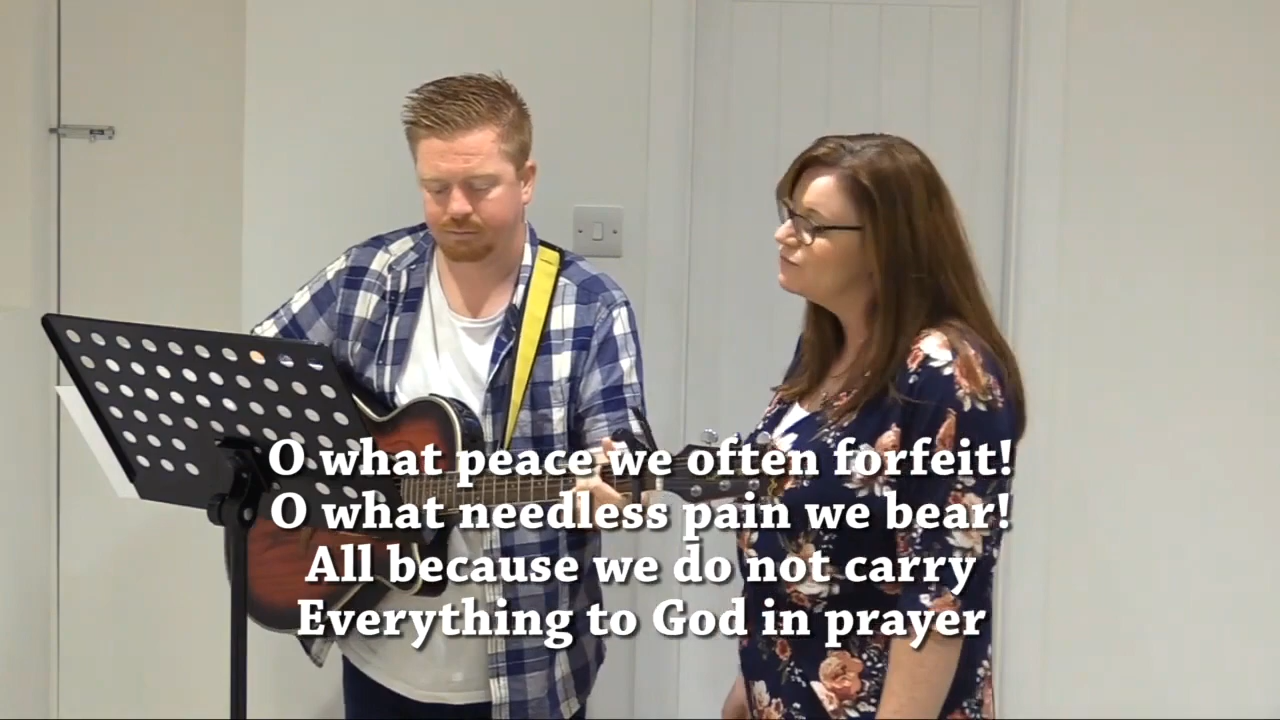 O what peace we often forfeit!
O what needless pain we bear!
All because we do not carry
Everything to God in prayer